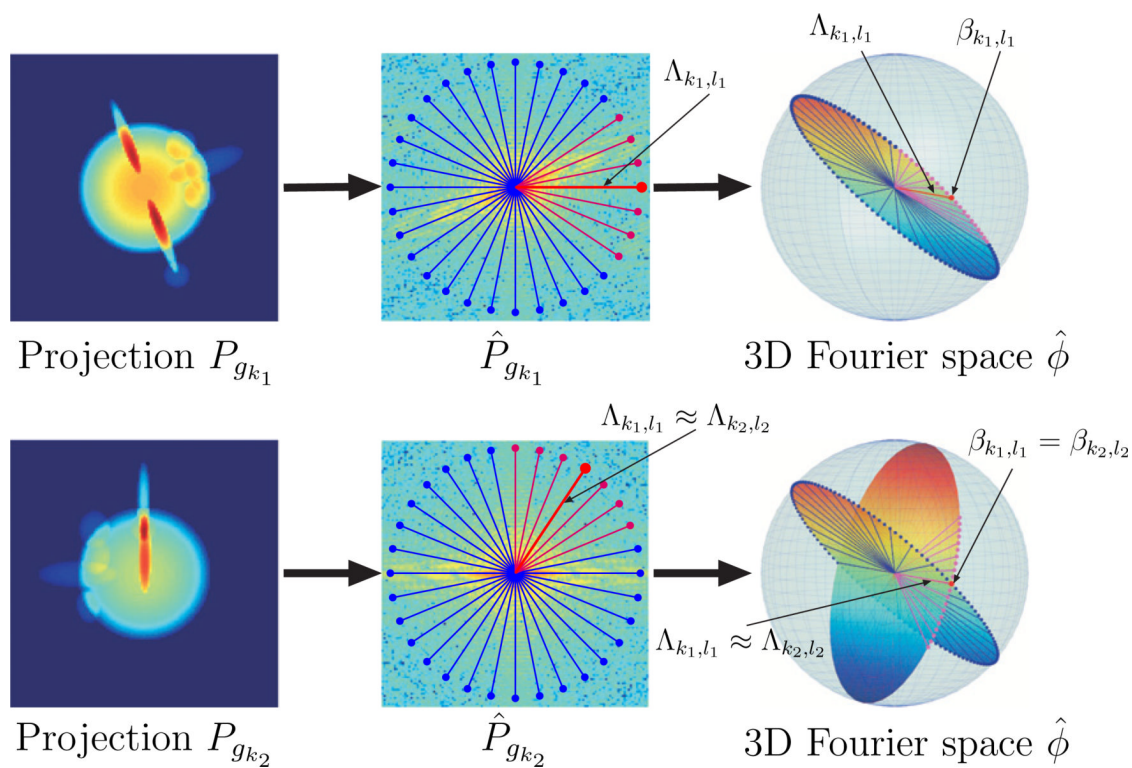 Λ_{k_1,l_1} β_{k_1,l_1}
Λ_{k_1,l_1}
Projection P_{g_{k_1}} \hat{P}_{g_{k_1}} 3D Fourier space \hat{ϕ}
Λ_{k_1,l_1} ≈ Λ_{k_2,l_2}
β_{k_1,l_1} = β_{k_2,l_2}
Λ_{k_1,l_1} ≈ Λ_{k_2,l_2}
Projection P_{g_{k_2}} \hat{P}_{g_{k_2}} 3D Fourier space \hat{ϕ}